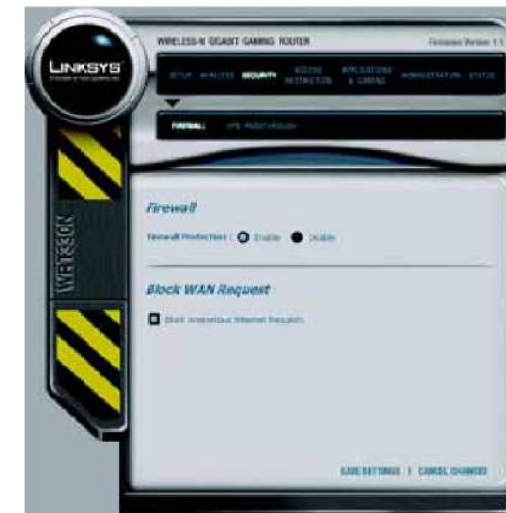 WIRELESS-N GIGABIT GAMING ROUTER
Firmware Version 1.1
LINKSYS
SETUP WIRELESS SECURITY ACCESS RESTRICTION APPLICATIONS & GAMING ADMINISTRATION STATUS
FIREWALL VPN PASSTHROUGH
WRT330N
Firewall
Firewall Protection : Enable Disable
Block WAN Request
Block Anonymous Internet Requests
SAVE SETTINGS | CANCEL CHANGES